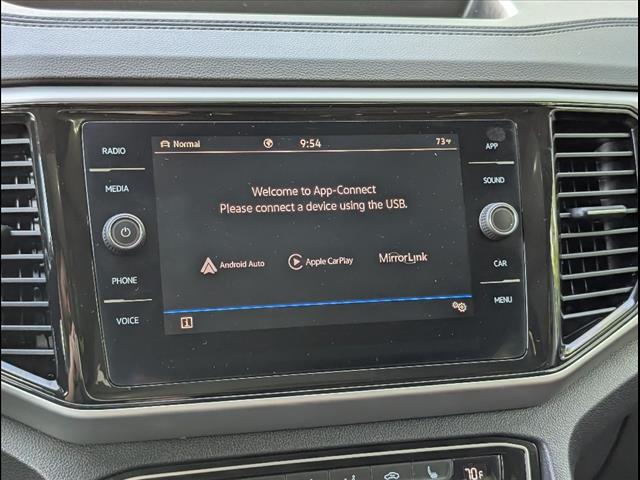 RADIO
MEDIA
PHONE
VOICE
Normal 9:54 73°F
Welcome to App-Connect
Please connect a device using the USB.
Android Auto Apple CarPlay MirrorLink
APP
SOUND
CAR
MENU
70°F